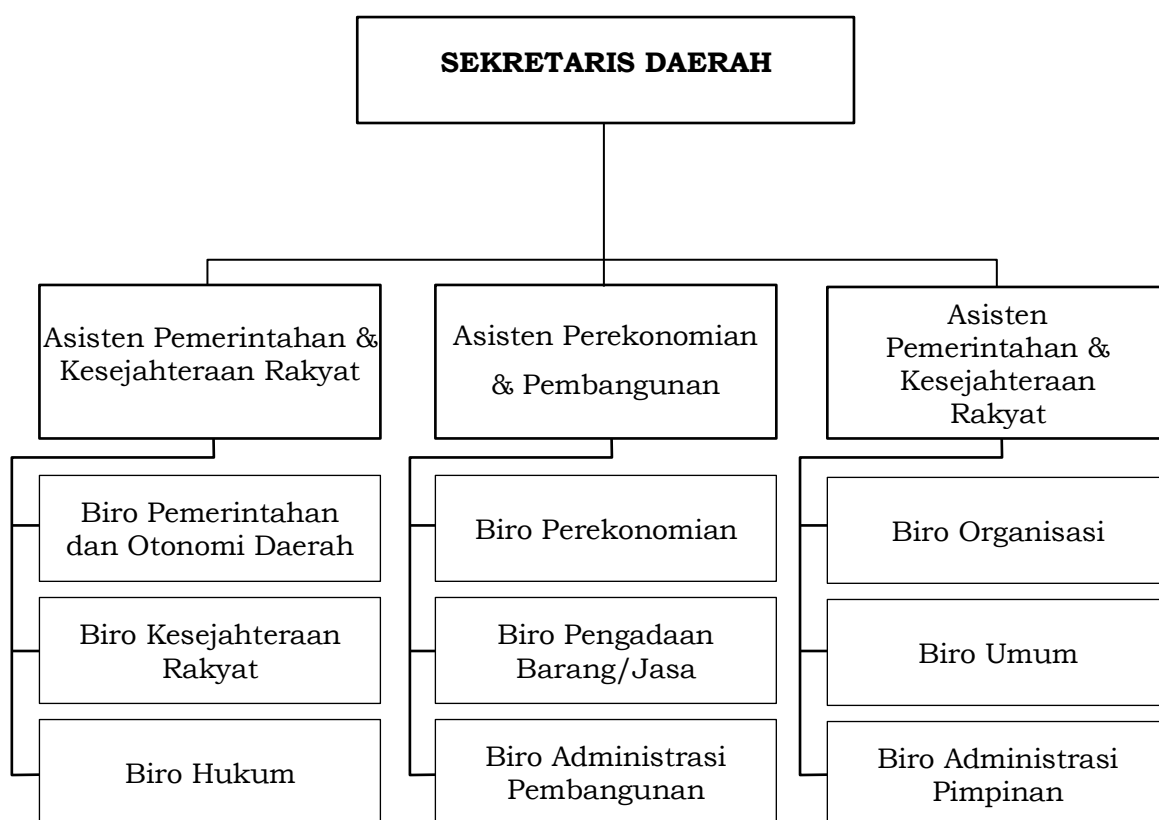 SEKRETARIS DAERAH
Asisten Pemerintahan &
Kesejahteraan Rakyat
Asisten Perekonomian
& Pembangunan
Asisten
Pemerintahan &
Kesejahteraan
Rakyat
Biro Pemerintahan
dan Otonomi Daerah
Biro Perekonomian
Biro Organisasi
Biro Kesejahteraan
Rakyat
Biro Pengadaan
Barang/Jasa
Biro Umum
Biro Hukum
Biro Administrasi
Pembangunan
Biro Administrasi
Pimpinan